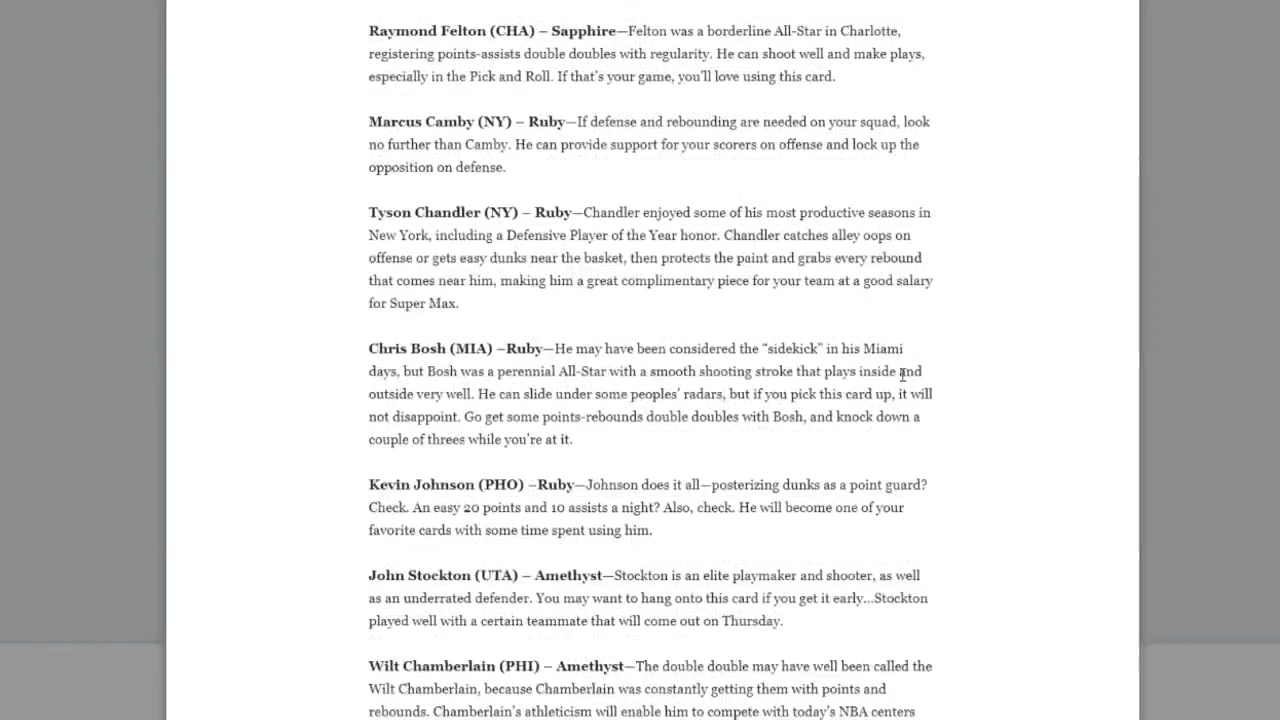 Raymond Felton (CHA) – Sapphire—Felton was a borderline All-Star in Charlotte,
registering points-assists double doubles with regularity. He can shoot well and make plays,
especially in the Pick and Roll. If that's your game, you'll love using this card.
Marcus Camby (NY) – Ruby—If defense and rebounding are needed on your squad, look
no further than Camby. He can provide support for your scorers on offense and lock up the
opposition on defense.
Tyson Chandler (NY) – Ruby—Chandler enjoyed some of his most productive seasons in
New York, including a Defensive Player of the Year honor. Chandler catches alley oops on
offense or gets easy dunks near the basket, then protects the paint and grabs every rebound
that comes near him, making him a great complimentary piece for your team at a good salary
for Super Max.
Chris Bosh (MIA) –Ruby—He may have been considered the “sidekick” in his Miami
days, but Bosh was a perennial All-Star with a smooth shooting stroke that plays inside and
outside very well. He can slide under some peoples' radars, but if you pick this card up, it will
not disappoint. Go get some points-rebounds double doubles with Bosh, and knock down a
couple of threes while you're at it.
Kevin Johnson (PHO) –Ruby—Johnson does it all—posterizing dunks as a point guard?
Check. An easy 20 points and 10 assists a night? Also, check. He will become one of your
favorite cards with some time spent using him.
John Stockton (UTA) – Amethyst—Stockton is an elite playmaker and shooter, as well
as an underrated defender. You may want to hang onto this card if you get it early...Stockton
played well with a certain teammate that will come out on Thursday.
Wilt Chamberlain (PHI) – Amethyst—The double double may have well been called the
Wilt Chamberlain, because Chamberlain was constantly getting them with points and
rebounds. Chamberlain's athleticism will enable him to compete with today's NBA centers